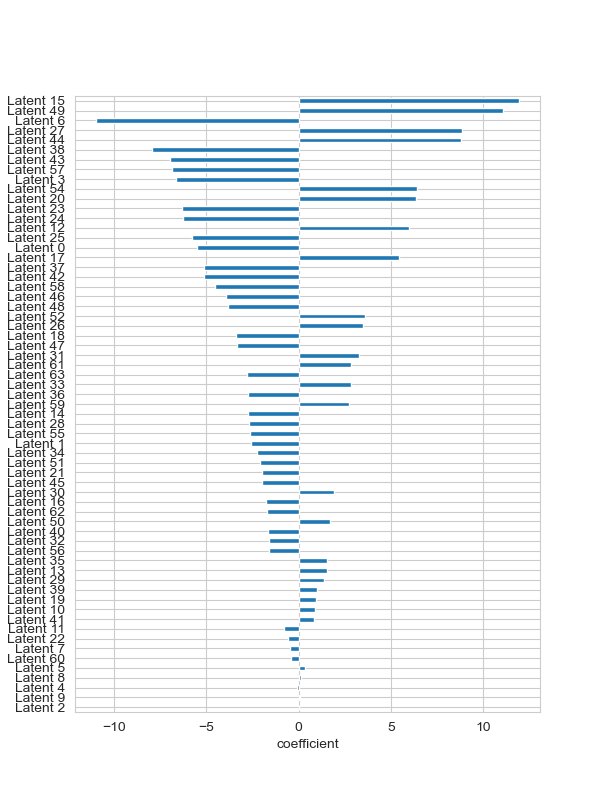 Latent 15
Latent 49
Latent 6
Latent 27
Latent 44
Latent 38
Latent 43
Latent 57
Latent 3
Latent 54
Latent 20
Latent 23
Latent 24
Latent 12
Latent 25
Latent 0
Latent 17
Latent 37
Latent 42
Latent 58
Latent 46
Latent 48
Latent 52
Latent 26
Latent 18
Latent 47
Latent 31
Latent 61
Latent 63
Latent 33
Latent 36
Latent 59
Latent 14
Latent 28
Latent 55
Latent 1
Latent 34
Latent 51
Latent 21
Latent 45
Latent 30
Latent 16
Latent 62
Latent 50
Latent 40
Latent 32
Latent 56
Latent 35
Latent 13
Latent 29
Latent 39
Latent 19
Latent 10
Latent 41
Latent 11
Latent 22
Latent 7
Latent 60
Latent 5
Latent 8
Latent 4
Latent 9
Latent 2
−10 −5 0 5 10
coefficient